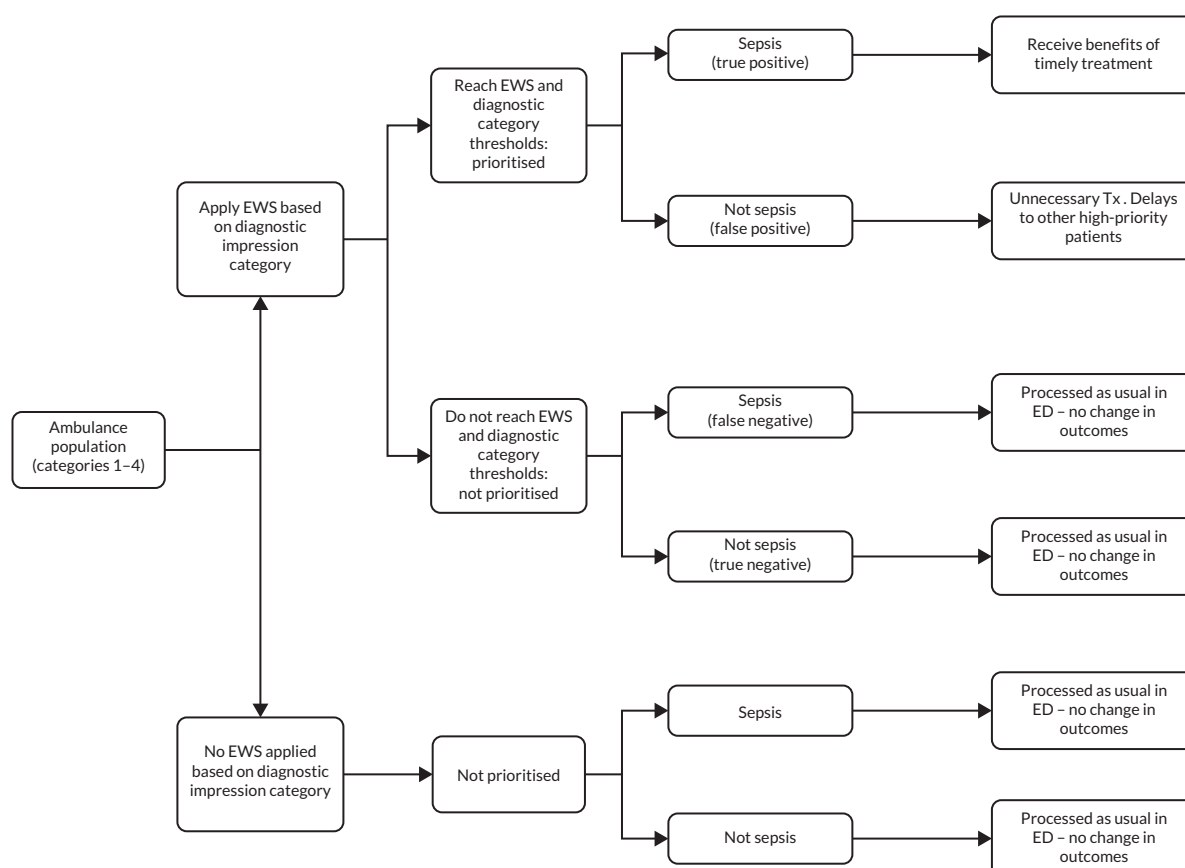 Sepsis
(true positive)
Receive benefits of
timely treatment
Reach EWS and
diagnostic
category
thresholds:
prioritised
Apply EWS based
on diagnostic
impression
category
Not sepsis
(false positive)
Unnecessary Tx . Delays
to other high-priority
patients
Ambulance
population
(categories 1–4)
Do not reach EWS
and diagnostic
category
thresholds:
not prioritised
Sepsis
(false negative)
Processed as usual in
ED – no change in
outcomes
Not sepsis
(true negative)
Processed as usual in
ED – no change in
outcomes
No EWS applied
based on diagnostic
impression category
Not prioritised
Sepsis
Processed as usual in
ED – no change in
outcomes
Not sepsis
Processed as usual in
ED – no change in
outcomes